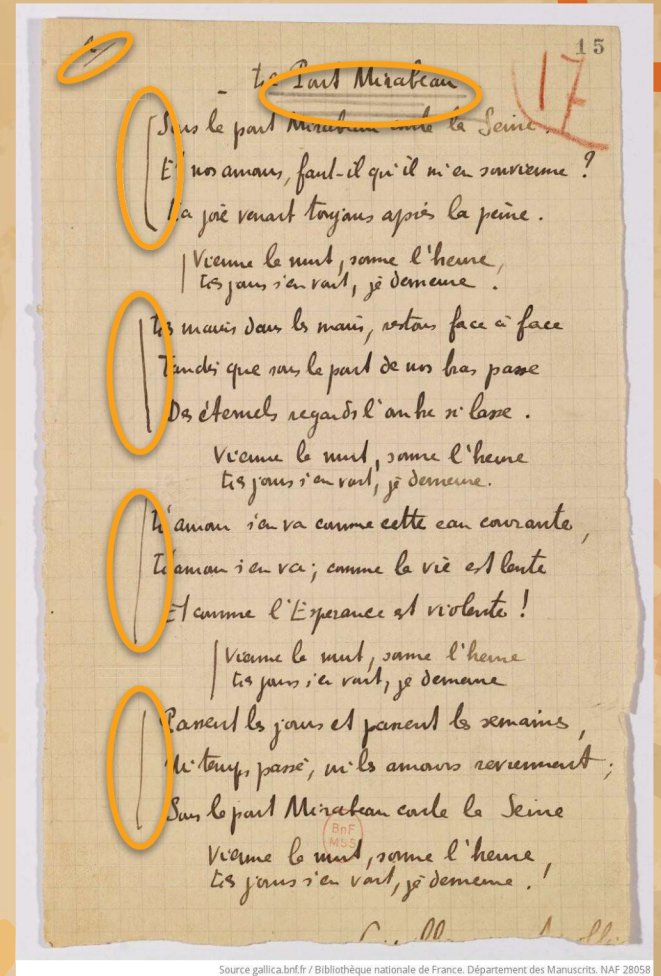 15
17
Le Pont Mirabeau
Sous le pont Mirabeau coule la Seine.
Et nos amours, faut-il qu'il m'en souvienne ?
La joie venait toujours après la peine.
Vienne la nuit, sonne l'heure,
Les jours s'en vont, je demeure.
Les mains dans les mains, restons face à face
Tandis que sous le pont de nos bras passe
Des éternels regards l'onde si lasse.
Vienne la nuit, sonne l'heure
Les jours s'en vont, je demeure.
L'amour s'en va comme cette eau courante,
L'amour s'en va ; comme la vie est lente
Et comme l'Espérance est violente !
Vienne la nuit, sonne l'heure
Les jours s'en vont, je demeure
Passent les jours et passent les semaines,
Ni temps passé, ni les amours reviennent ;
Sous le pont Mirabeau coule la Seine
BnF
MSS
Vienne la nuit, sonne l'heure,
Les jours s'en vont, je demeure !
Source gallica.bnf.fr / Bibliothèque nationale de France. Département des Manuscrits. NAF 28058